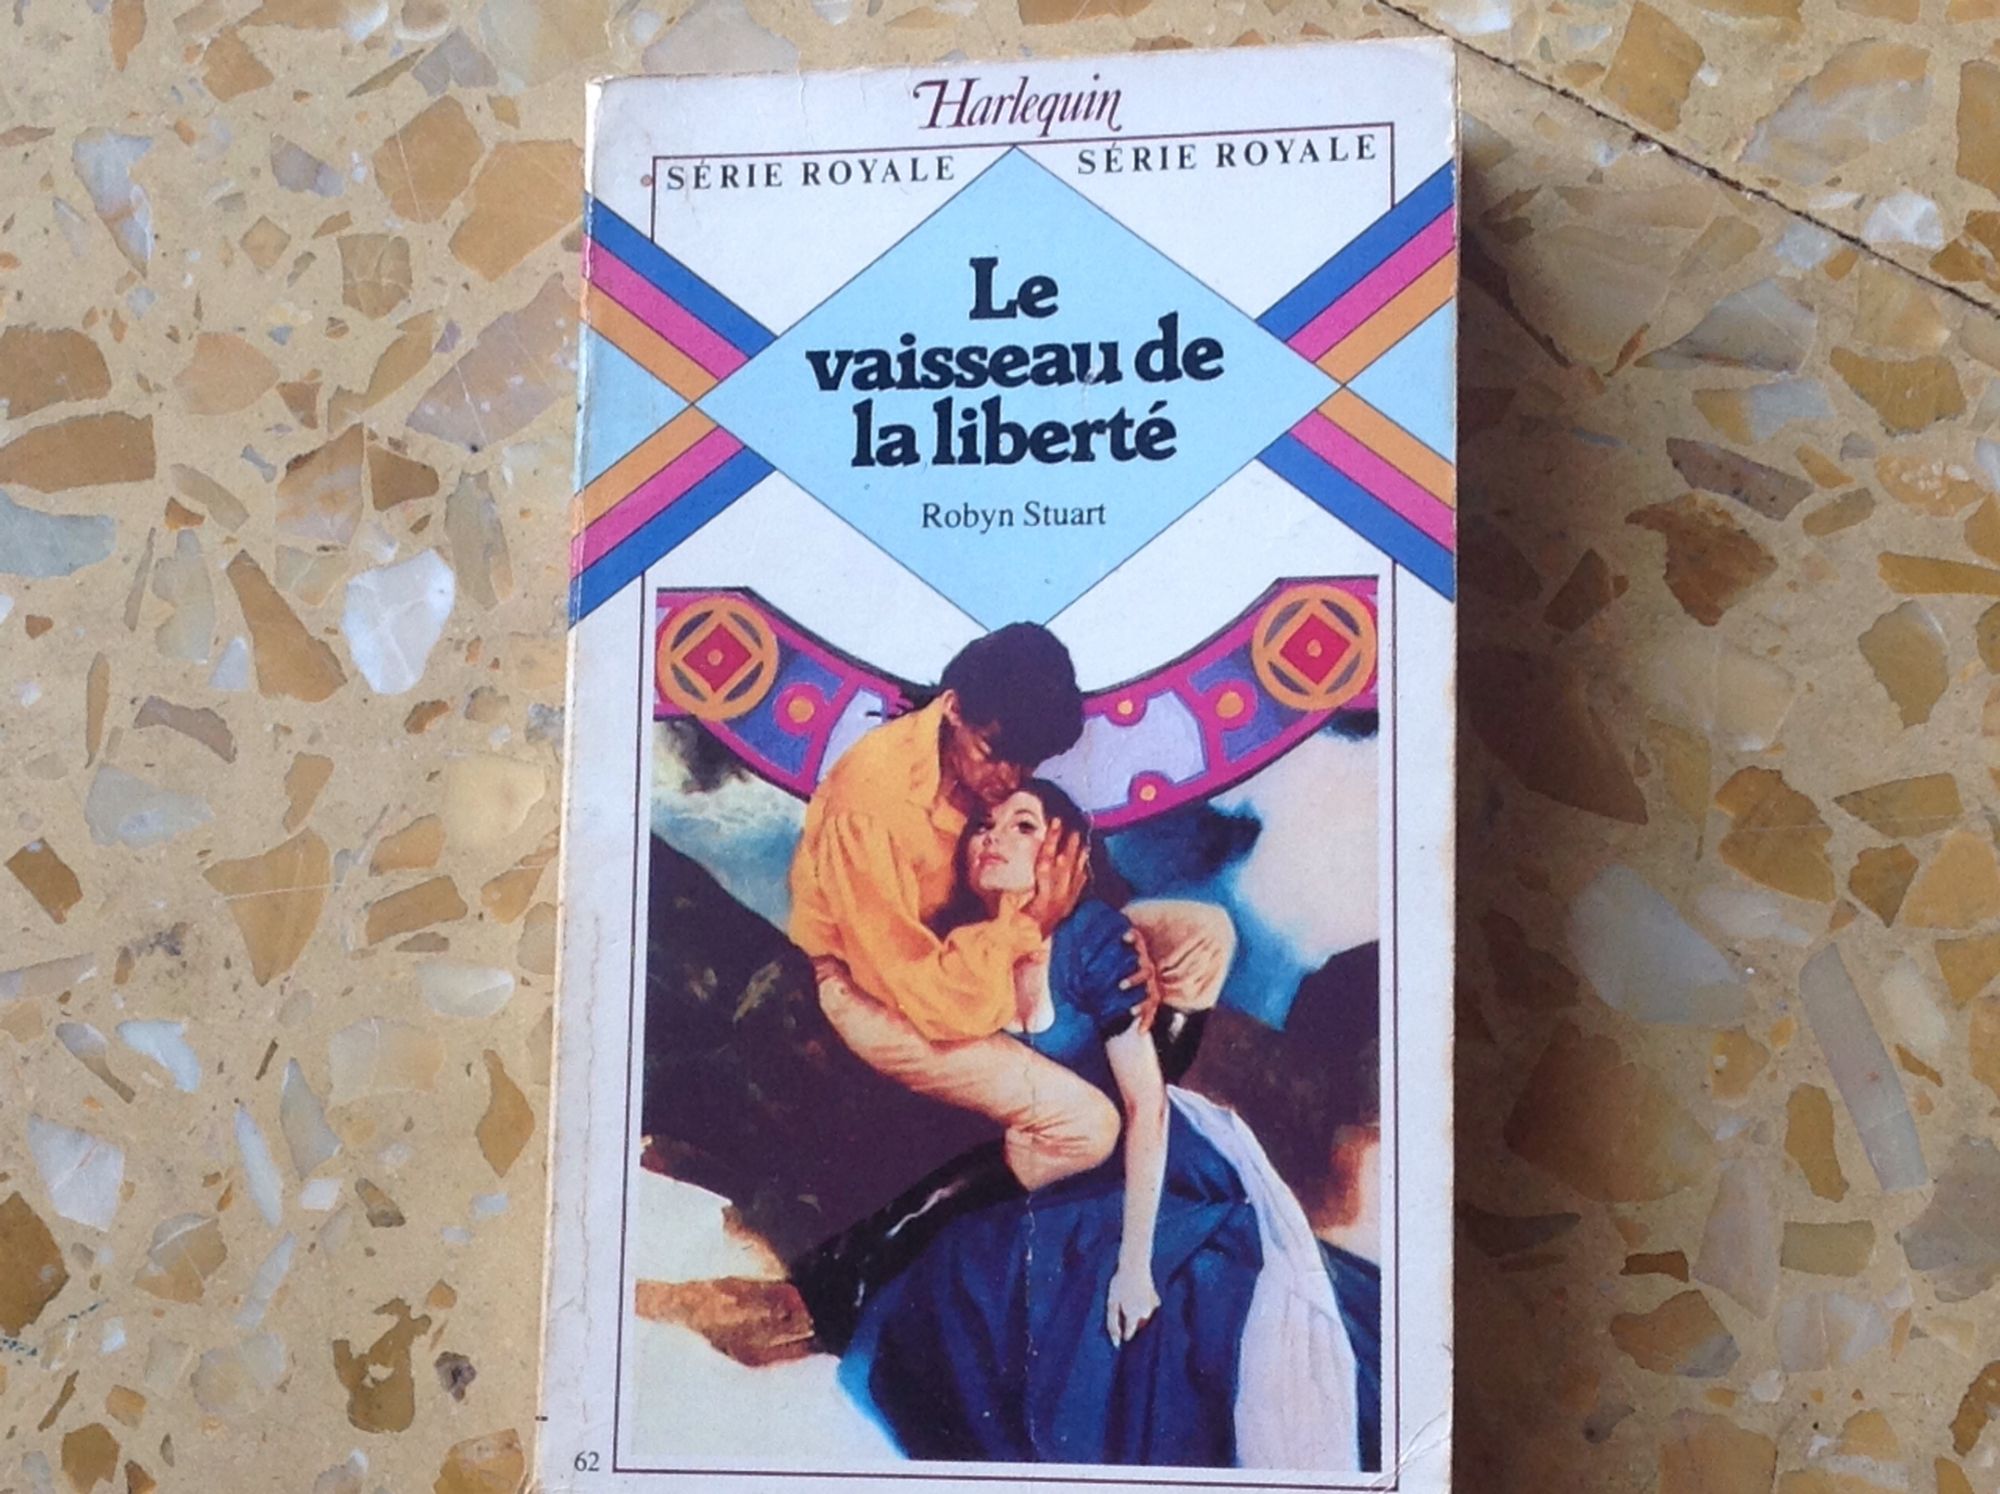 Harlequin
SÉRIE ROYALE SÉRIE ROYALE
Le
vaisseau de
la liberté
Robyn Stuart
62